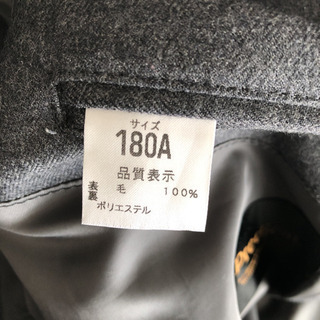 サイズ
180A
品質表示
表 毛 100%
裏
ポリエステル